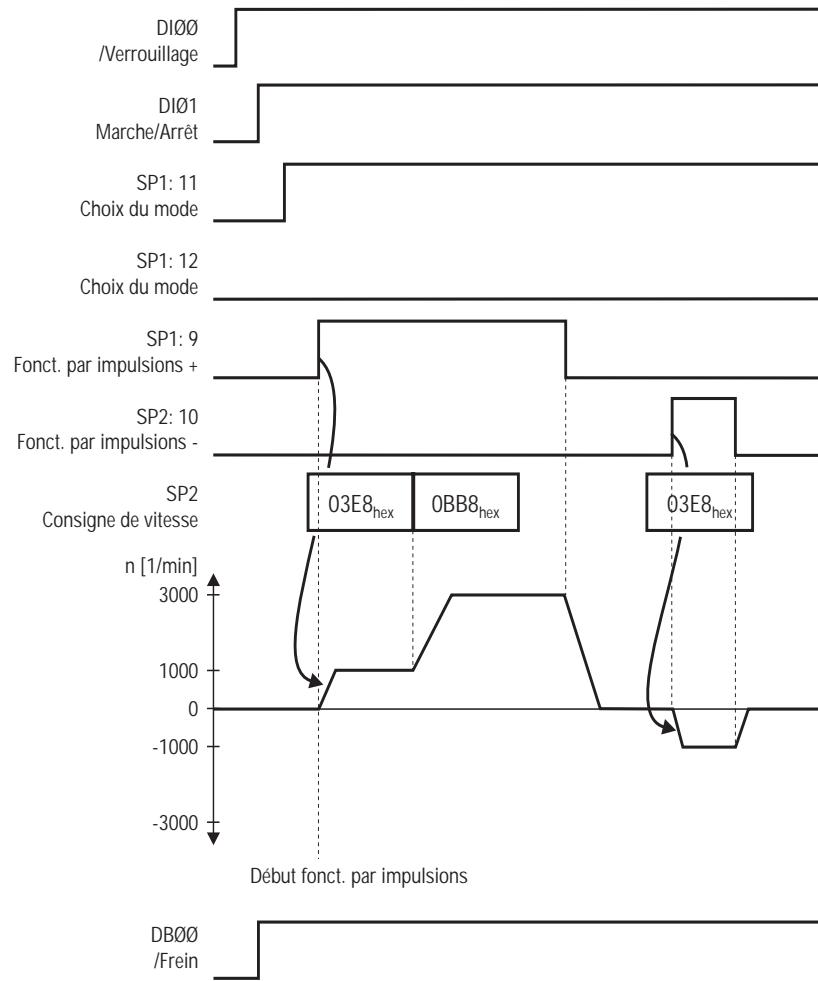 DIØØ
/Verrouillage
DIØ1
Marche/Arrêt
SP1: 11
Choix du mode
SP1: 12
Choix du mode
SP1: 9
Fonct. par impulsions +
SP2: 10
Fonct. par impulsions -
SP2
Consigne de vitesse
03E8hex
0BB8hex
03E8hex
n [1/min]
3000
1000
0
-1000
-3000
Début fonct. par impulsions
DBØØ
/Frein